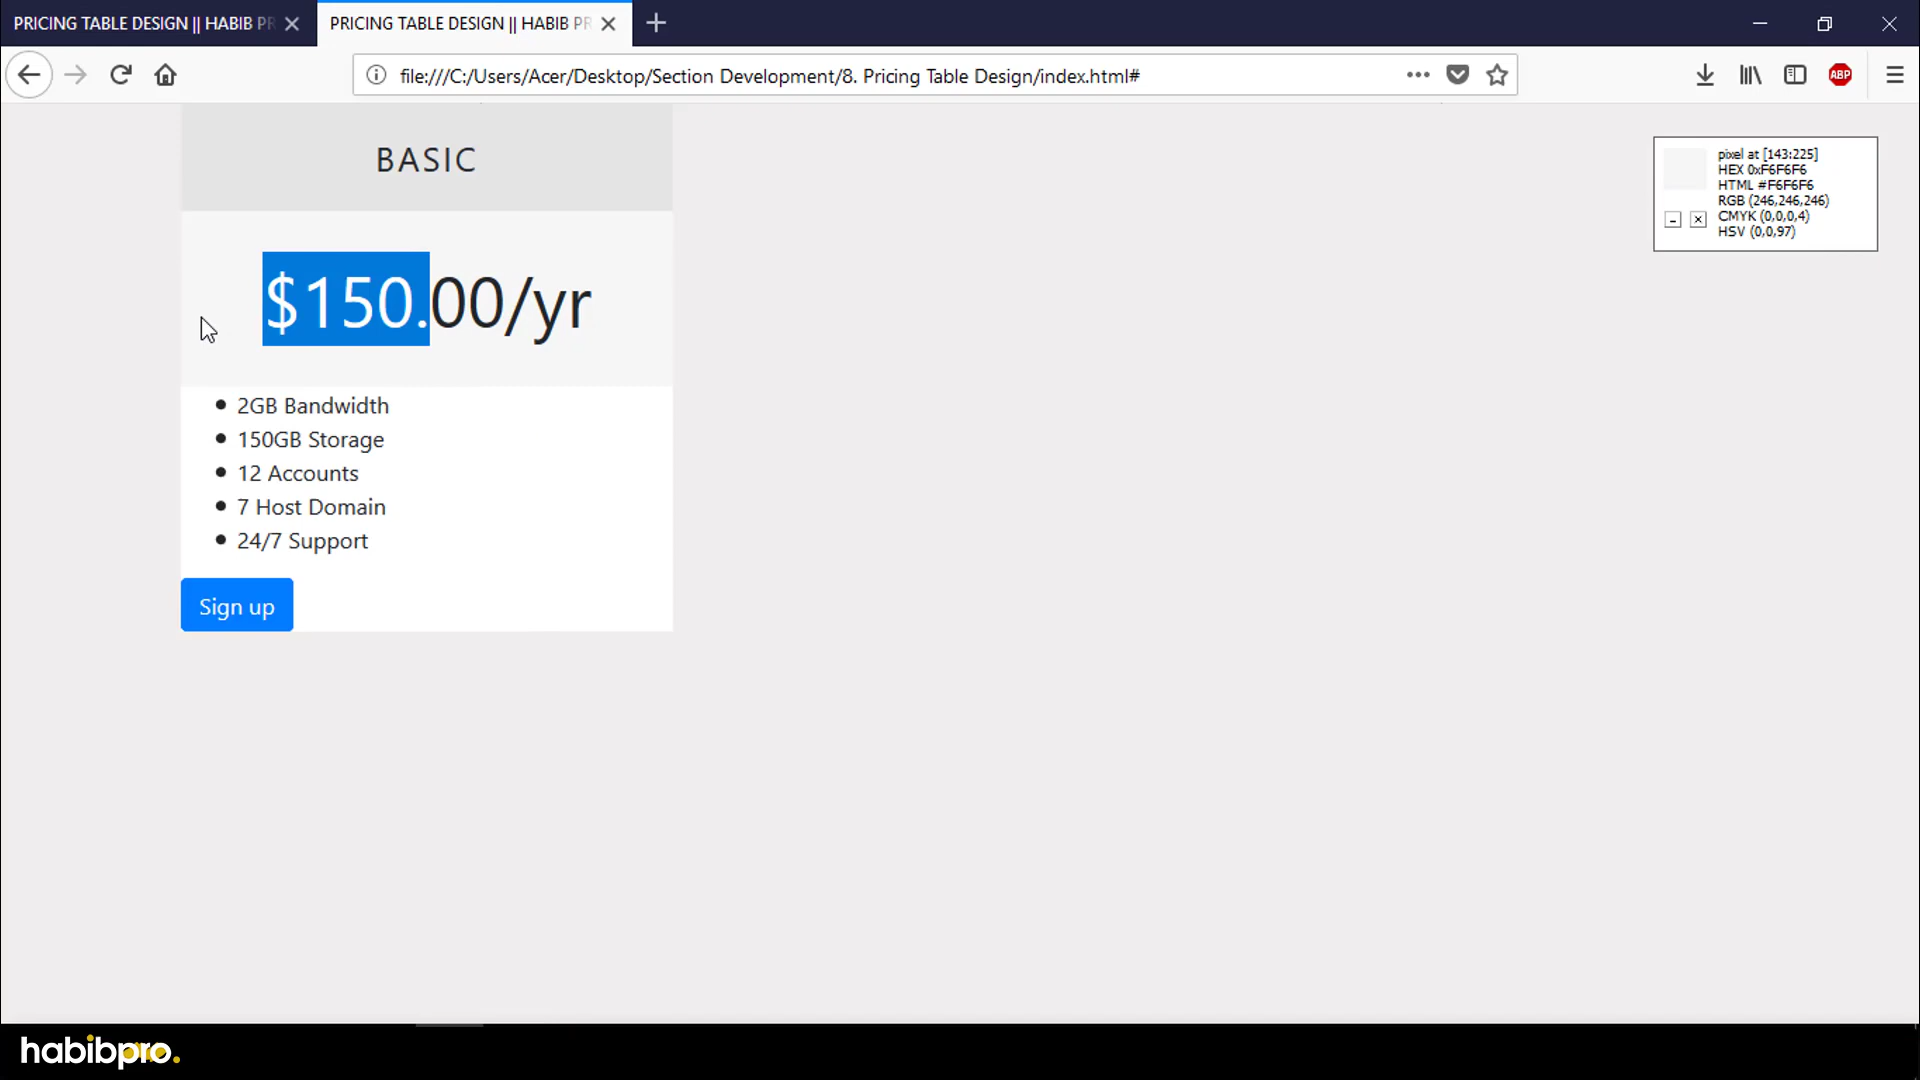 PRICING TABLE DESIGN || HABIB PR
PRICING TABLE DESIGN || HABIB PR
file:///C:/Users/Acer/Desktop/Section Development/8. Pricing Table Design/index.html#
ABP
pixel at [143:225]
HEX 0xF6F6F6
HTML #F6F6F6
RGB (246,246,246)
CMYK (0,0,0,4)
HSV (0,0,97)
BASIC
$150.00/yr
2GB Bandwidth
150GB Storage
12 Accounts
7 Host Domain
24/7 Support
Sign up
habibpro.